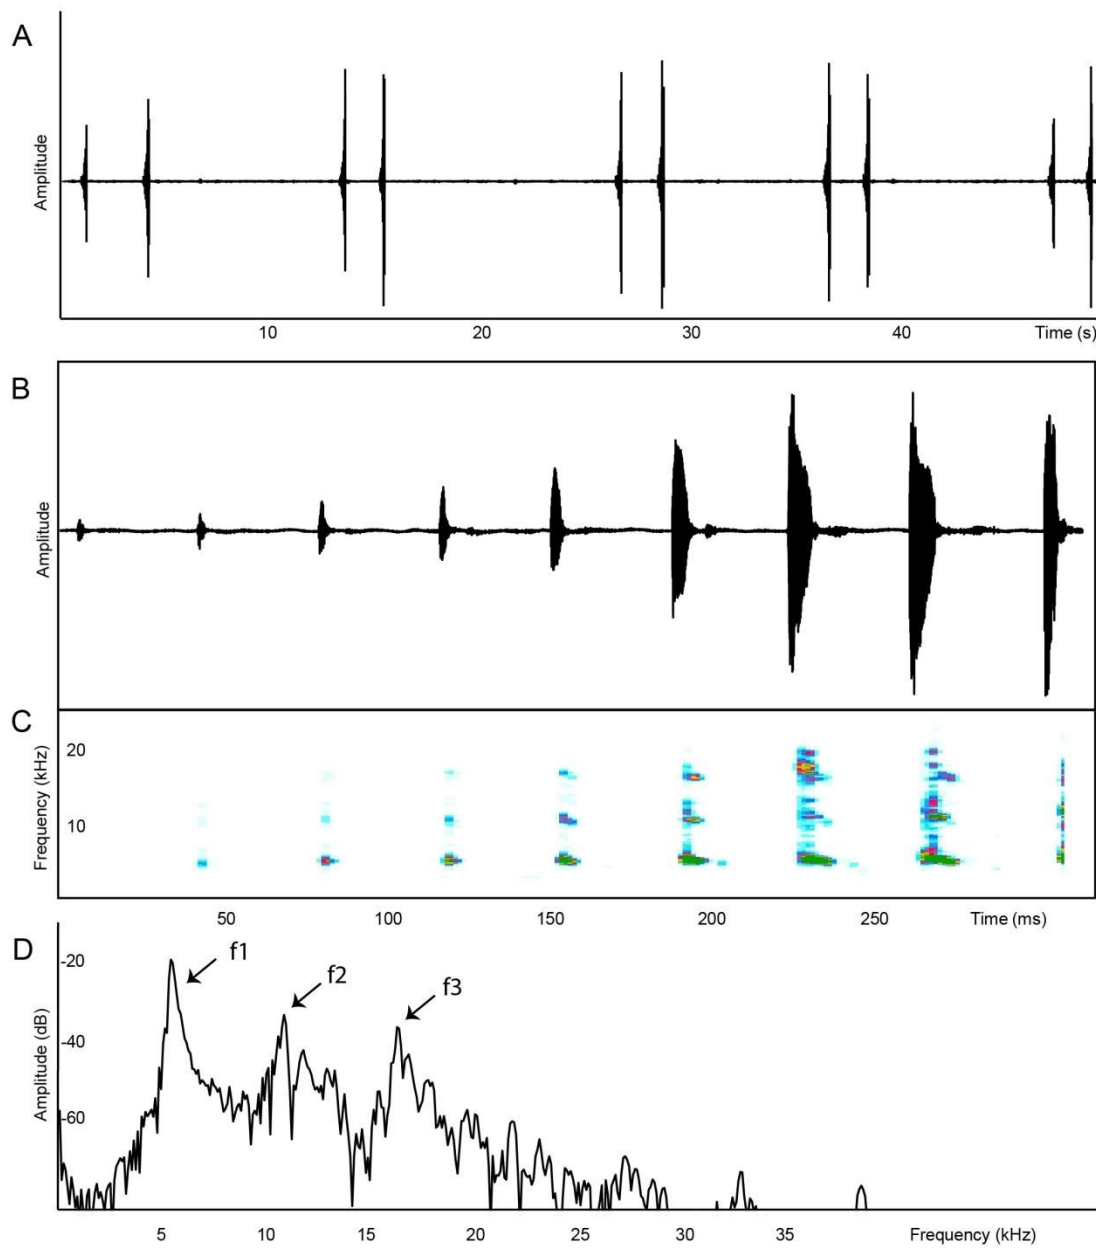 A
Amplitude
10 20 30 40 Time (s)
B
Amplitude
C
Frequency (kHz)
20
10
50 100 150 200 250 Time (ms)
D
Amplitude (dB)
-20
-40
-60
f1
f2
f3
5 10 15 20 25 30 35 Frequency (kHz)